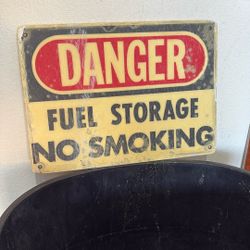 DANGER
FUEL STORAGE
NO SMOKING